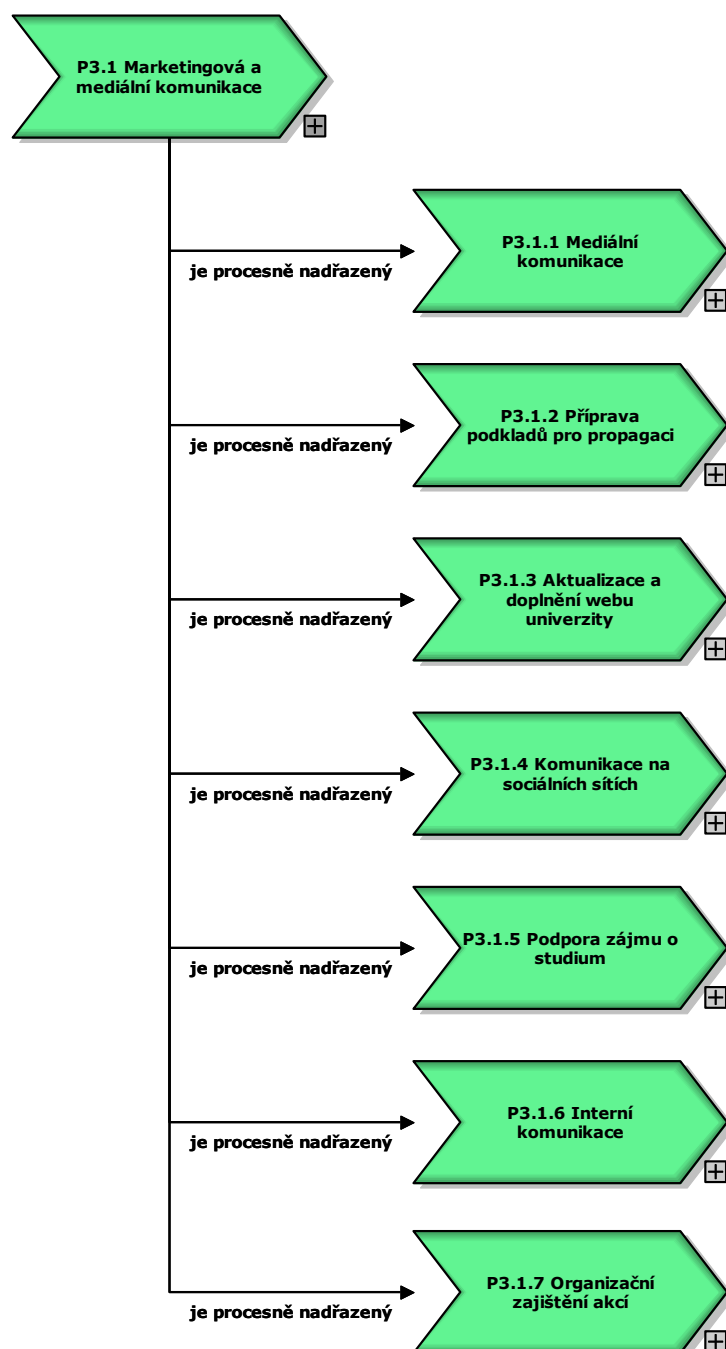 P3.1 Marketingová a
mediální komunikace
P3.1.1 Mediální
komunikace
je procesně nadřazený
P3.1.2 Příprava
podkladů pro propagaci
je procesně nadřazený
P3.1.3 Aktualizace a
doplnění webu
univerzity
je procesně nadřazený
P3.1.4 Komunikace na
sociálních sítích
je procesně nadřazený
P3.1.5 Podpora zájmu o
studium
je procesně nadřazený
P3.1.6 Interní
komunikace
je procesně nadřazený
P3.1.7 Organizační
zajištění akcí
je procesně nadřazený